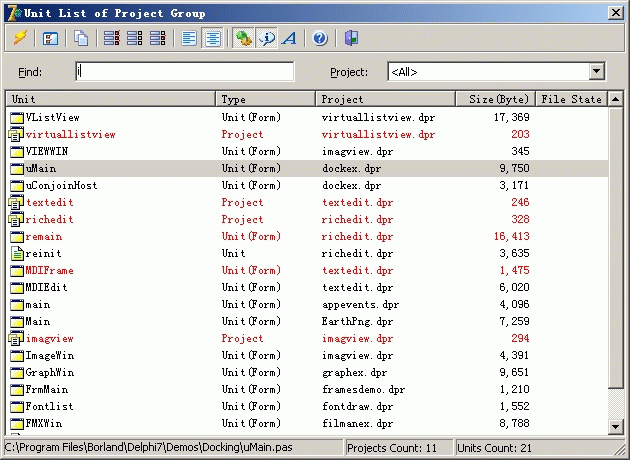 Unit List of Project Group
Find: i Project: <All>
Unit Type Project Size(Byte) File State
VListView Unit(Form) virtuallistview.dpr 17,369
virtuallistview Project virtuallistview.dpr 203
VIEWWIN Unit(Form) imagview.dpr 345
uMain Unit(Form) dockex.dpr 9,750
uConjoinHost Unit(Form) dockex.dpr 3,171
textedit Project textedit.dpr 246
richedit Project richedit.dpr 328
remain Unit(Form) richedit.dpr 16,413
reinit Unit richedit.dpr 3,635
MDIFrame Unit(Form) textedit.dpr 1,475
MDIEdit Unit(Form) textedit.dpr 6,020
main Unit(Form) appevents.dpr 4,096
Main Unit(Form) EarthPng.dpr 7,259
imagview Project imagview.dpr 294
ImageWin Unit(Form) imagview.dpr 4,391
GraphWin Unit(Form) graphex.dpr 9,651
FrmMain Unit(Form) framesdemo.dpr 1,210
Fontlist Unit(Form) fontdraw.dpr 1,552
FMXWin Unit(Form) filmanex.dpr 8,788
C:\Program Files\Borland\Delphi7\Demos\Docking\uMain.pas Projects Count: 11 Units Count: 21